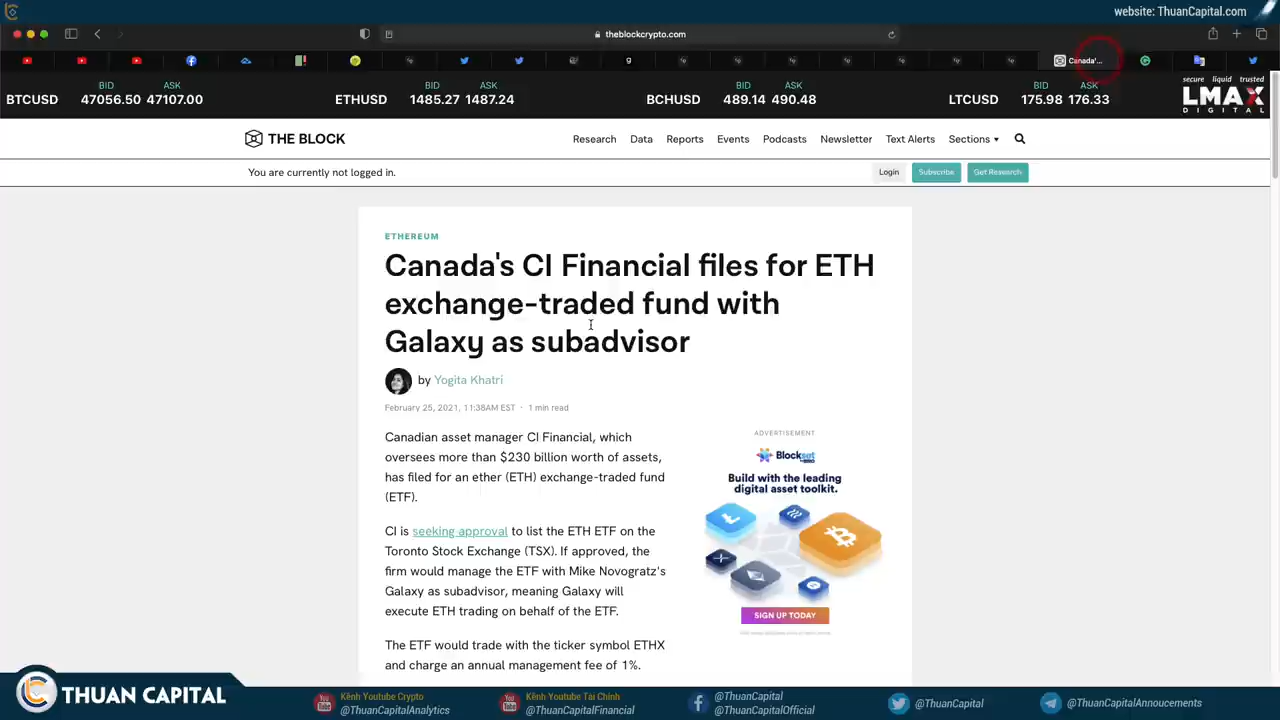 website: ThuanCapital.com
theblockcrypto.com
Canada'...
BTCUSD
BID
47056.50
ASK
47107.00
ETHUSD
BID
1485.27
ASK
1487.24
BCHUSD
BID
489.14
ASK
490.48
LTCUSD
BID
175.98
ASK
176.33
secure liquid trusted
LMAX
DIGITAL
THE BLOCK
Research Data Reports Events Podcasts Newsletter Text Alerts Sections
You are currently not logged in.
Login Subscribe Get Research
ETHEREUM
Canada's CI Financial files for ETH
exchange-traded fund with
Galaxy as subadvisor
by Yogita Khatri
February 25, 2021, 11:38AM EST · 1 min read
Canadian asset manager CI Financial, which
oversees more than $230 billion worth of assets,
has filed for an ether (ETH) exchange-traded fund
(ETF).
CI is seeking approval to list the ETH ETF on the
Toronto Stock Exchange (TSX). If approved, the
firm would manage the ETF with Mike Novogratz's
Galaxy as subadvisor, meaning Galaxy will
execute ETH trading on behalf of the ETF.
The ETF would trade with the ticker symbol ETHX
and charge an annual management fee of 1%.
ADVERTISEMENT
Blockset
Build with the leading
digital asset toolkit.
SIGN UP TODAY
THUAN CAPITAL
Kênh Youtube Crypto
@ThuanCapitalAnalytics
Kênh Youtube Tài Chính
@ThuanCapitalFinancial
@ThuanCapital
@ThuanCapitalOfficial
@ThuanCapital
@ThuanCapitalAnnoucements